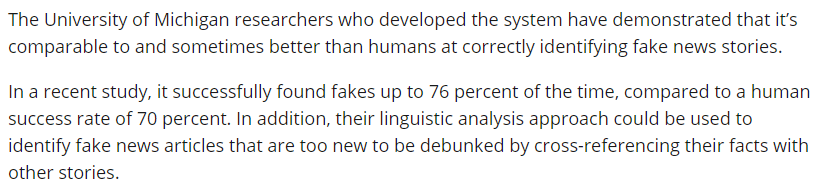 The University of Michigan researchers who developed the system have demonstrated that it’s
comparable to and sometimes better than humans at correctly identifying fake news stories.
In a recent study, it successfully found fakes up to 76 percent of the time, compared to a human
success rate of 70 percent. In addition, their linguistic analysis approach could be used to
identify fake news articles that are too new to be debunked by cross-referencing their facts with
other stories.